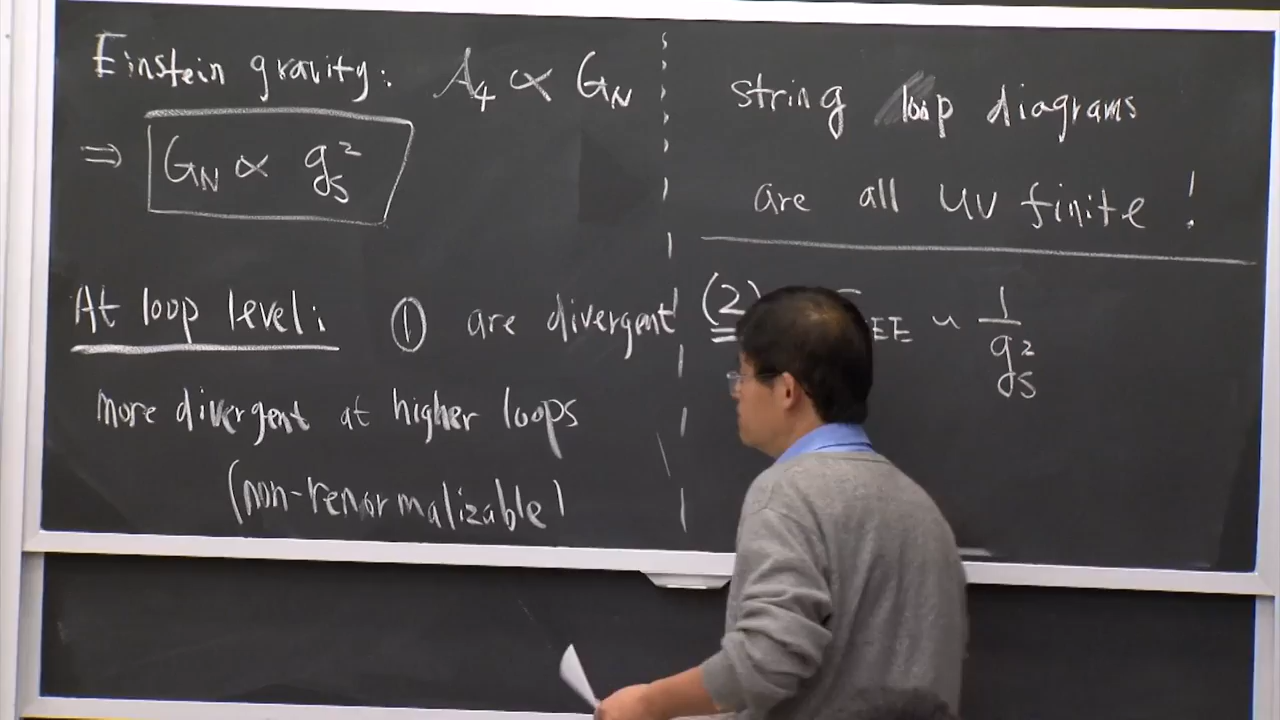 Einstein gravity: A₄ ∝ G_N
⇒ G_N ∝ g_s²
At loop level: ① are divergent
more divergent at higher loops
(non-renormalizable)
string loop diagrams
are all UV finite!
(2) EE ~ 1/g_s²